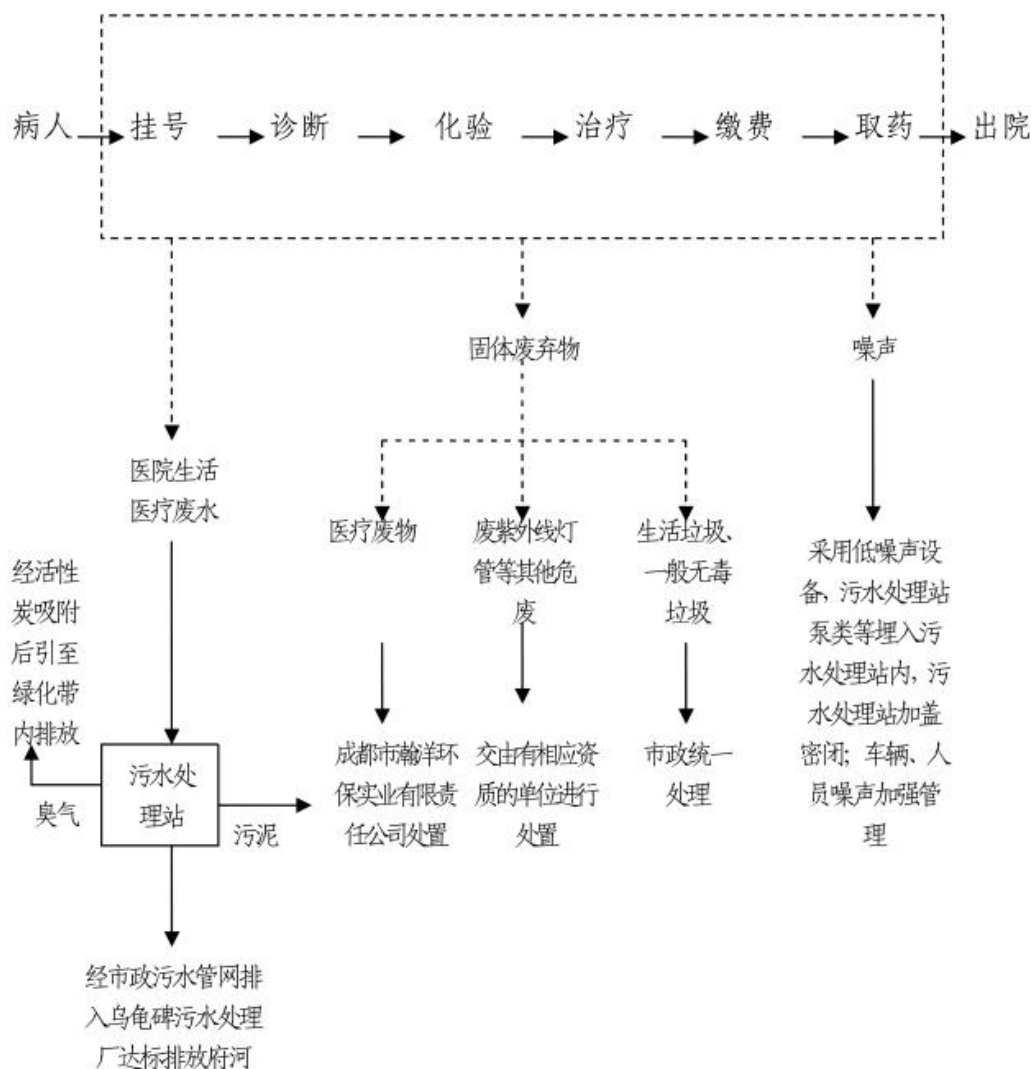 病人 挂号 诊断 化验 治疗 缴费 取药 出院
固体废弃物
噪声
医院生活
医疗废水
医疗废物
废紫外线灯
管等其他危
废
生活垃圾、
一般无毒
垃圾
采用低噪声设
备,污水处理站
泵类等埋入污
水处理站内,污
水处理站加盖
密闭;车辆、人
员噪声加强管
理
经活性
炭吸附
后引至
绿化带
内排放
臭气
污水处
理站
污泥
成都市瀚洋环
保实业有限责
任公司处置
交由有相应资
质的单位进行
处置
市政统一
处理
经市政污水管网排
入乌龟碑污水处理
厂达标排放府河